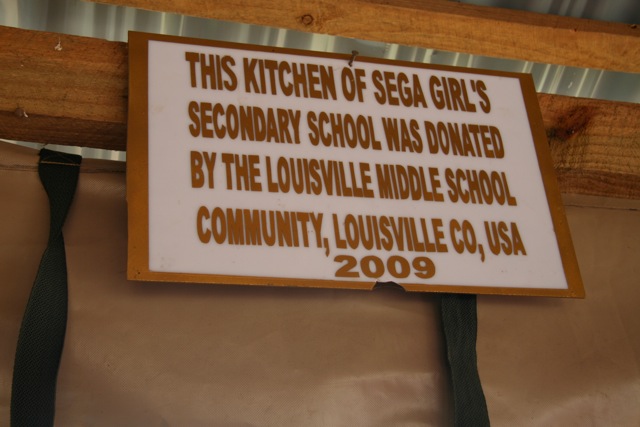 THIS KITCHEN OF SEGA GIRL'S
SECONDARY SCHOOL WAS DONATED
BY THE LOUISVILLE MIDDLE SCHOOL
COMMUNITY, LOUISVILLE CO, USA
2009